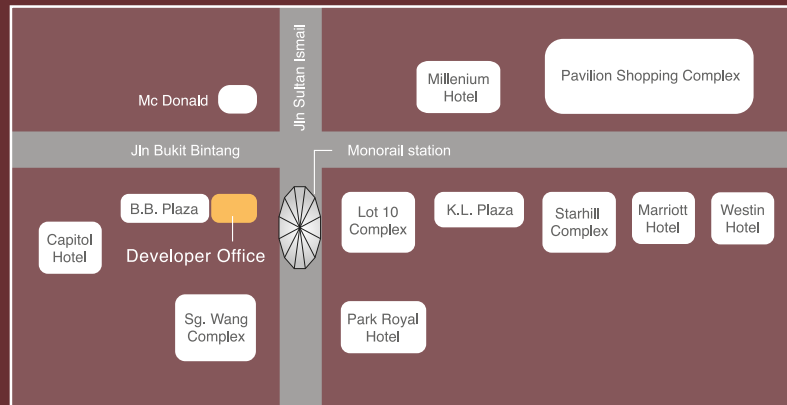 Jln Sultan Ismail
Millenium
Hotel
Pavilion Shopping Complex
Mc Donald
Jln Bukit Bintang
Monorail station
B.B. Plaza
Lot 10
Complex
K.L. Plaza
Starhill
Complex
Marriott
Hotel
Westin
Hotel
Capitol
Hotel
Developer Office
Sg. Wang
Complex
Park Royal
Hotel